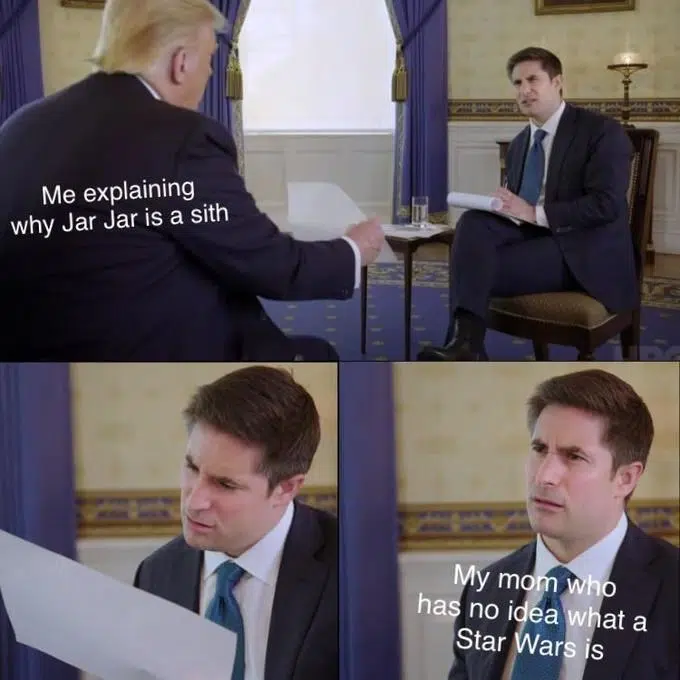 Me explaining
why Jar Jar is a sith
My mom who
has no idea what a
Star Wars is